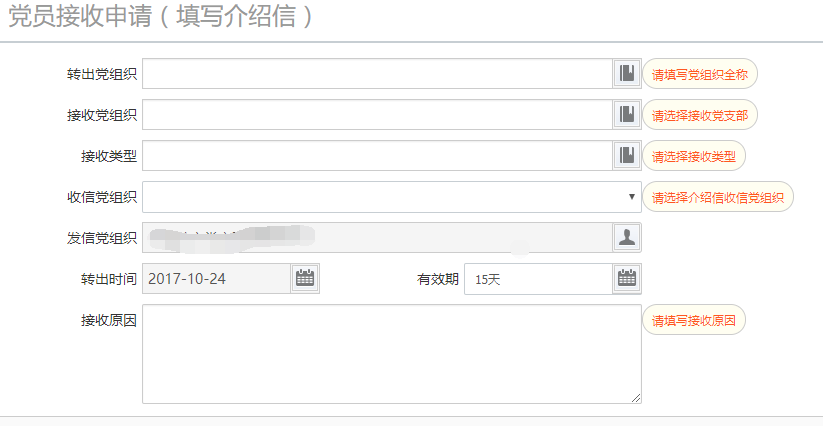 党员接收申请（填写介绍信）
转出党组织 请填写党组织全称
接收党组织 请选择接收党支部
接收类型 请选择接收类型
收信党组织 请选择介绍信收信党组织
发信党组织
转出时间 2017-10-24 有效期 15天
接收原因 请填写接收原因